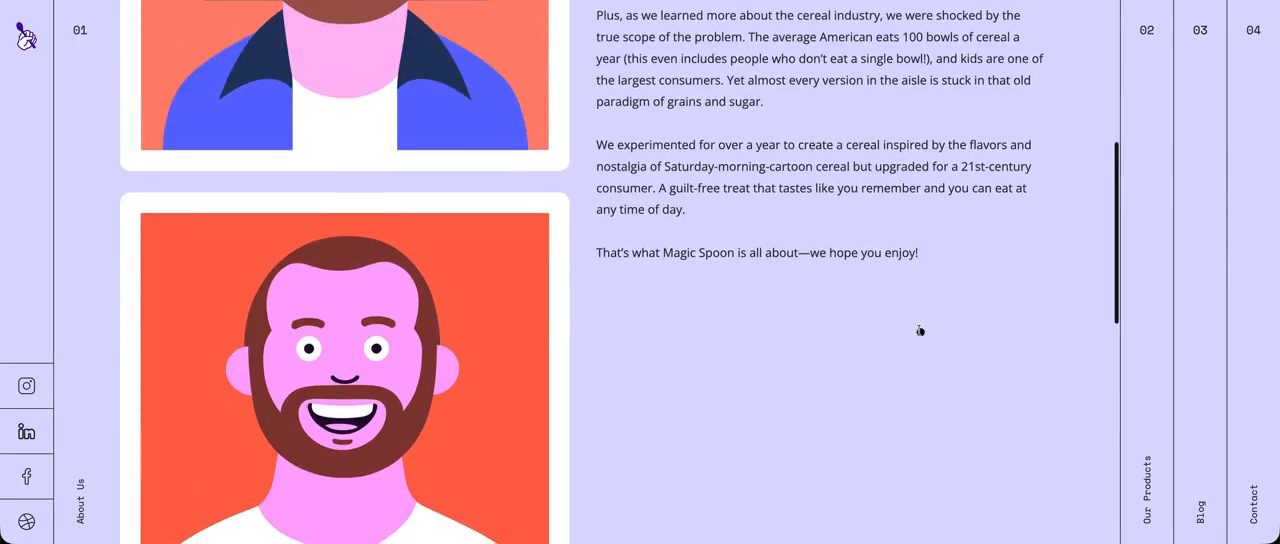 01
About Us
Plus, as we learned more about the cereal industry, we were shocked by the
true scope of the problem. The average American eats 100 bowls of cereal a
year (this even includes people who don’t eat a single bowl!), and kids are one of
the largest consumers. Yet almost every version in the aisle is stuck in that old
paradigm of grains and sugar.
We experimented for over a year to create a cereal inspired by the flavors and
nostalgia of Saturday-morning-cartoon cereal but upgraded for a 21st-century
consumer. A guilt-free treat that tastes like you remember and you can eat at
any time of day.
That’s what Magic Spoon is all about—we hope you enjoy!
02
Our Products
03
Blog
04
Contact